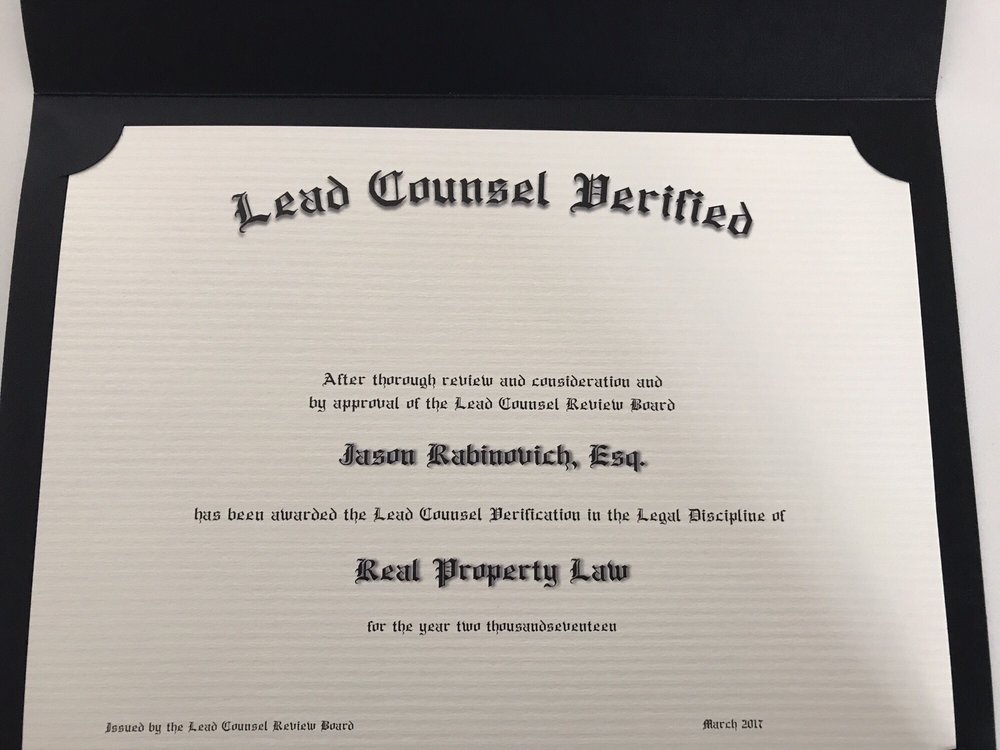 Lead Counsel Verified
After thorough review and consideration and
by approval of the Lead Counsel Review Board
Jason Rabinovich, Esq.
has been awarded the Lead Counsel Verification in the Legal Discipline of
Real Property Law
for the year two thousandseventeen
Issued by the Lead Counsel Review Board
March 2017